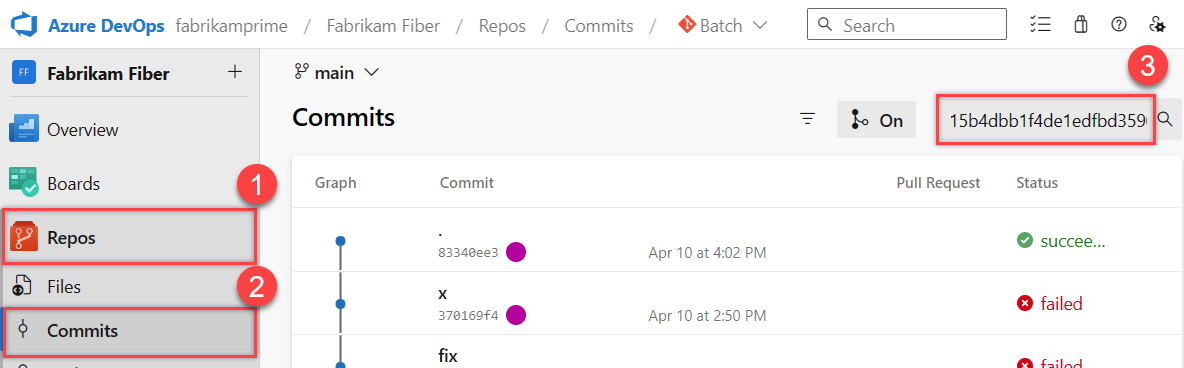 Azure DevOps fabrikamprime / Fabrikam Fiber / Repos / Commits / Batch Search
FF Fabrikam Fiber +
main
3
Commits
On
15b4dbb1f4de1edfbd359
Overview
Boards
1
Graph Commit Pull Request Status
Repos
.
83340ee3 Apr 10 at 4:02 PM
succee...
Files
2
x
370169f4 Apr 10 at 2:50 PM
failed
Commits
fix
failed